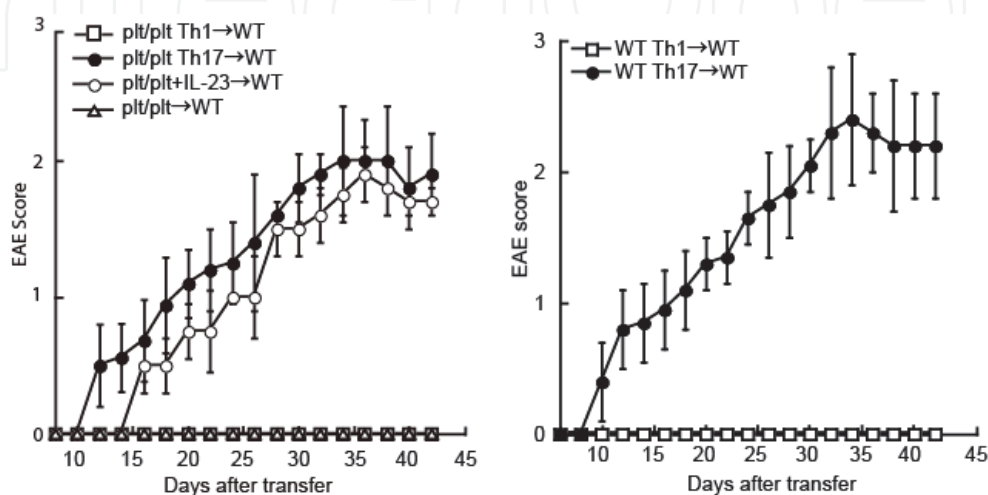 3
plt/plt Th1→WT
plt/plt Th17→WT
plt/plt+IL-23→WT
plt/plt→WT
2
1
0
EAE Score
10 15 20 25 30 35 40 45
Days after transfer
3
WT Th1→WT
WT Th17→WT
2
1
0
EAE score
10 15 20 25 30 35 40 45
Days after transfer